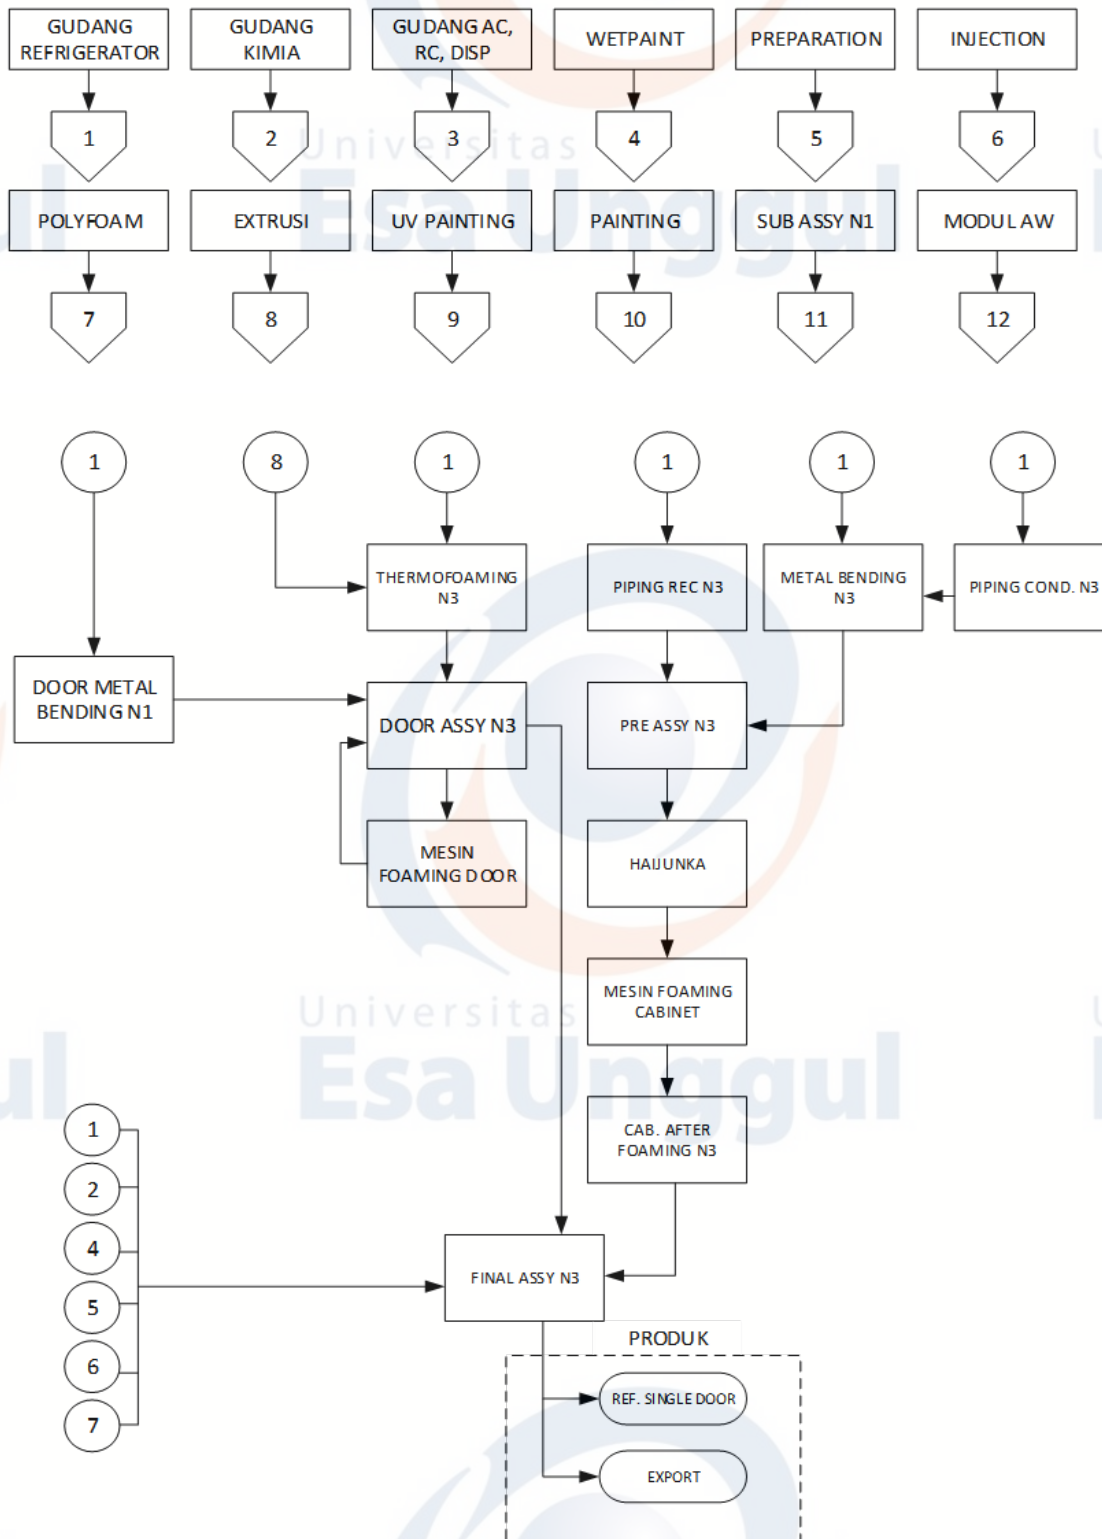 GUDANG
REFRIGERATOR
GUDANG
KIMIA
GUDANG AC,
RC, DISP
WETPAINT
PREPARATION
INJECTION
1
2
3
4
5
6
Universitas
Esa Unggul
ul
POLYFOAM
EXTRUSI
UV PAINTING
PAINTING
SUB ASSY N1
MODUL AW
7
8
9
10
11
12
1
8
1
1
1
1
THERMOFOAMING
N3
PIPING REC N3
METAL BENDING
N3
PIPING COND. N3
DOOR METAL
BENDING N1
DOOR ASSY N3
PRE ASSY N3
MESIN
FOAMING DOOR
HAIJUNKA
MESIN FOAMING
CABINET
Universitas
Esa Unggul
ul
CAB. AFTER
FOAMING N3
1
2
4
5
6
7
FINAL ASSY N3
PRODUK
REF. SINGLE DOOR
EXPORT